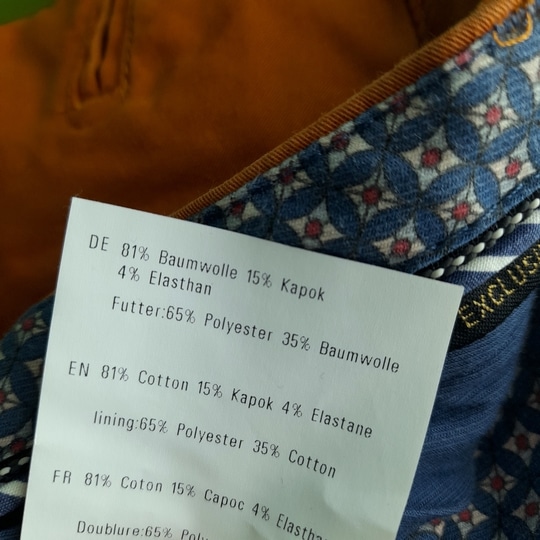 DE 81% Baumwolle 15% Kapok
4% Elasthan
Futter:65% Polyester 35% Baumwolle
EN 81% Cotton 15% Kapok 4% Elastane
lining:65% Polyester 35% Cotton
FR 81% Coton 15% Capoc 4%
Doublure:65%